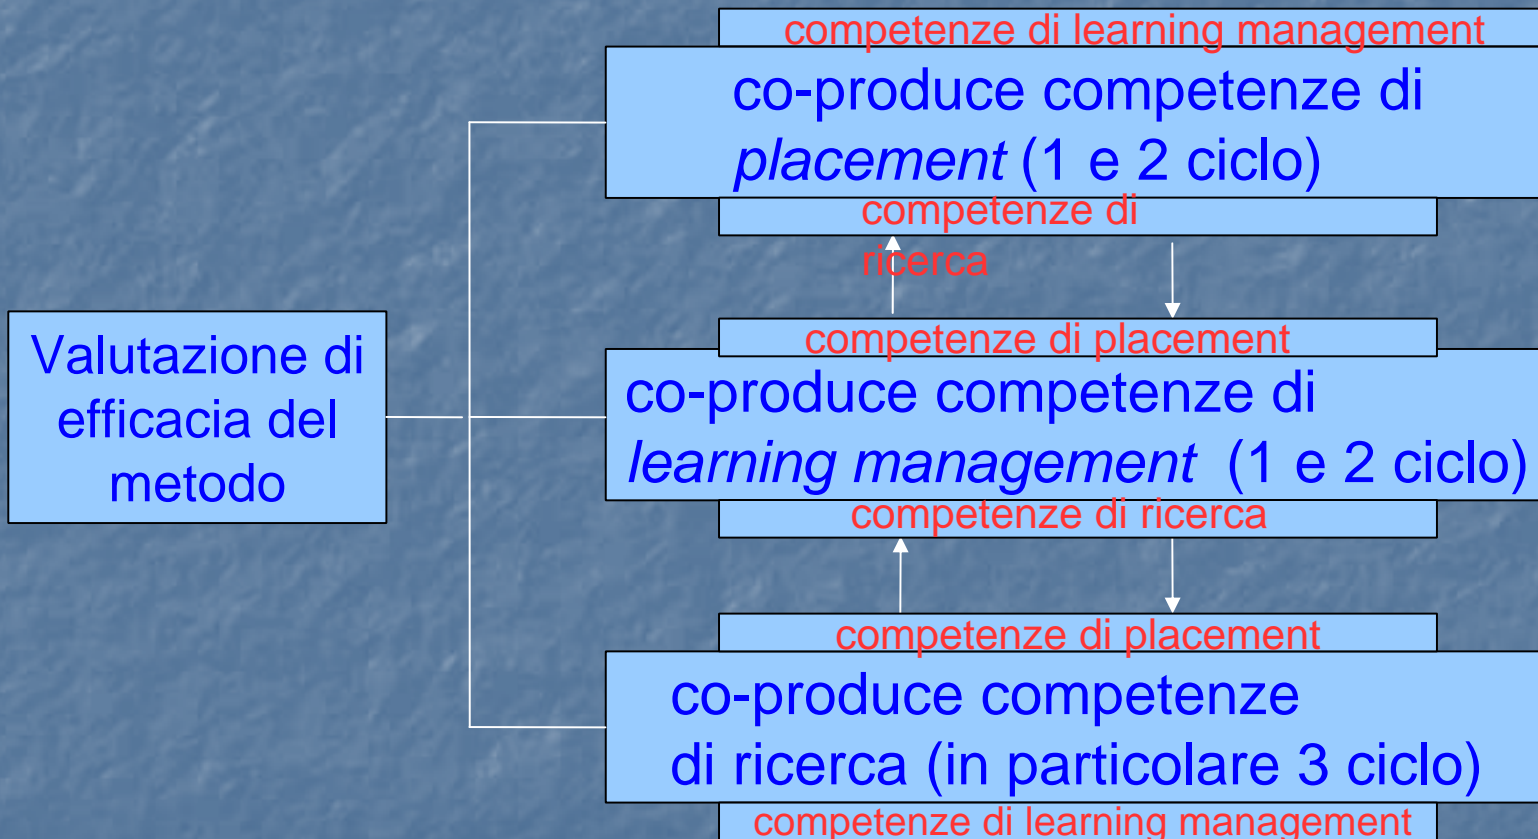 competenze di learning management
co-produce competenze di
placement (1 e 2 ciclo)
competenze di
ricerca
Valutazione di
efficacia del
metodo
competenze di placement
co-produce competenze di
learning management (1 e 2 ciclo)
competenze di ricerca
competenze di placement
co-produce competenze
di ricerca (in particolare 3 ciclo)
competenze di learning management